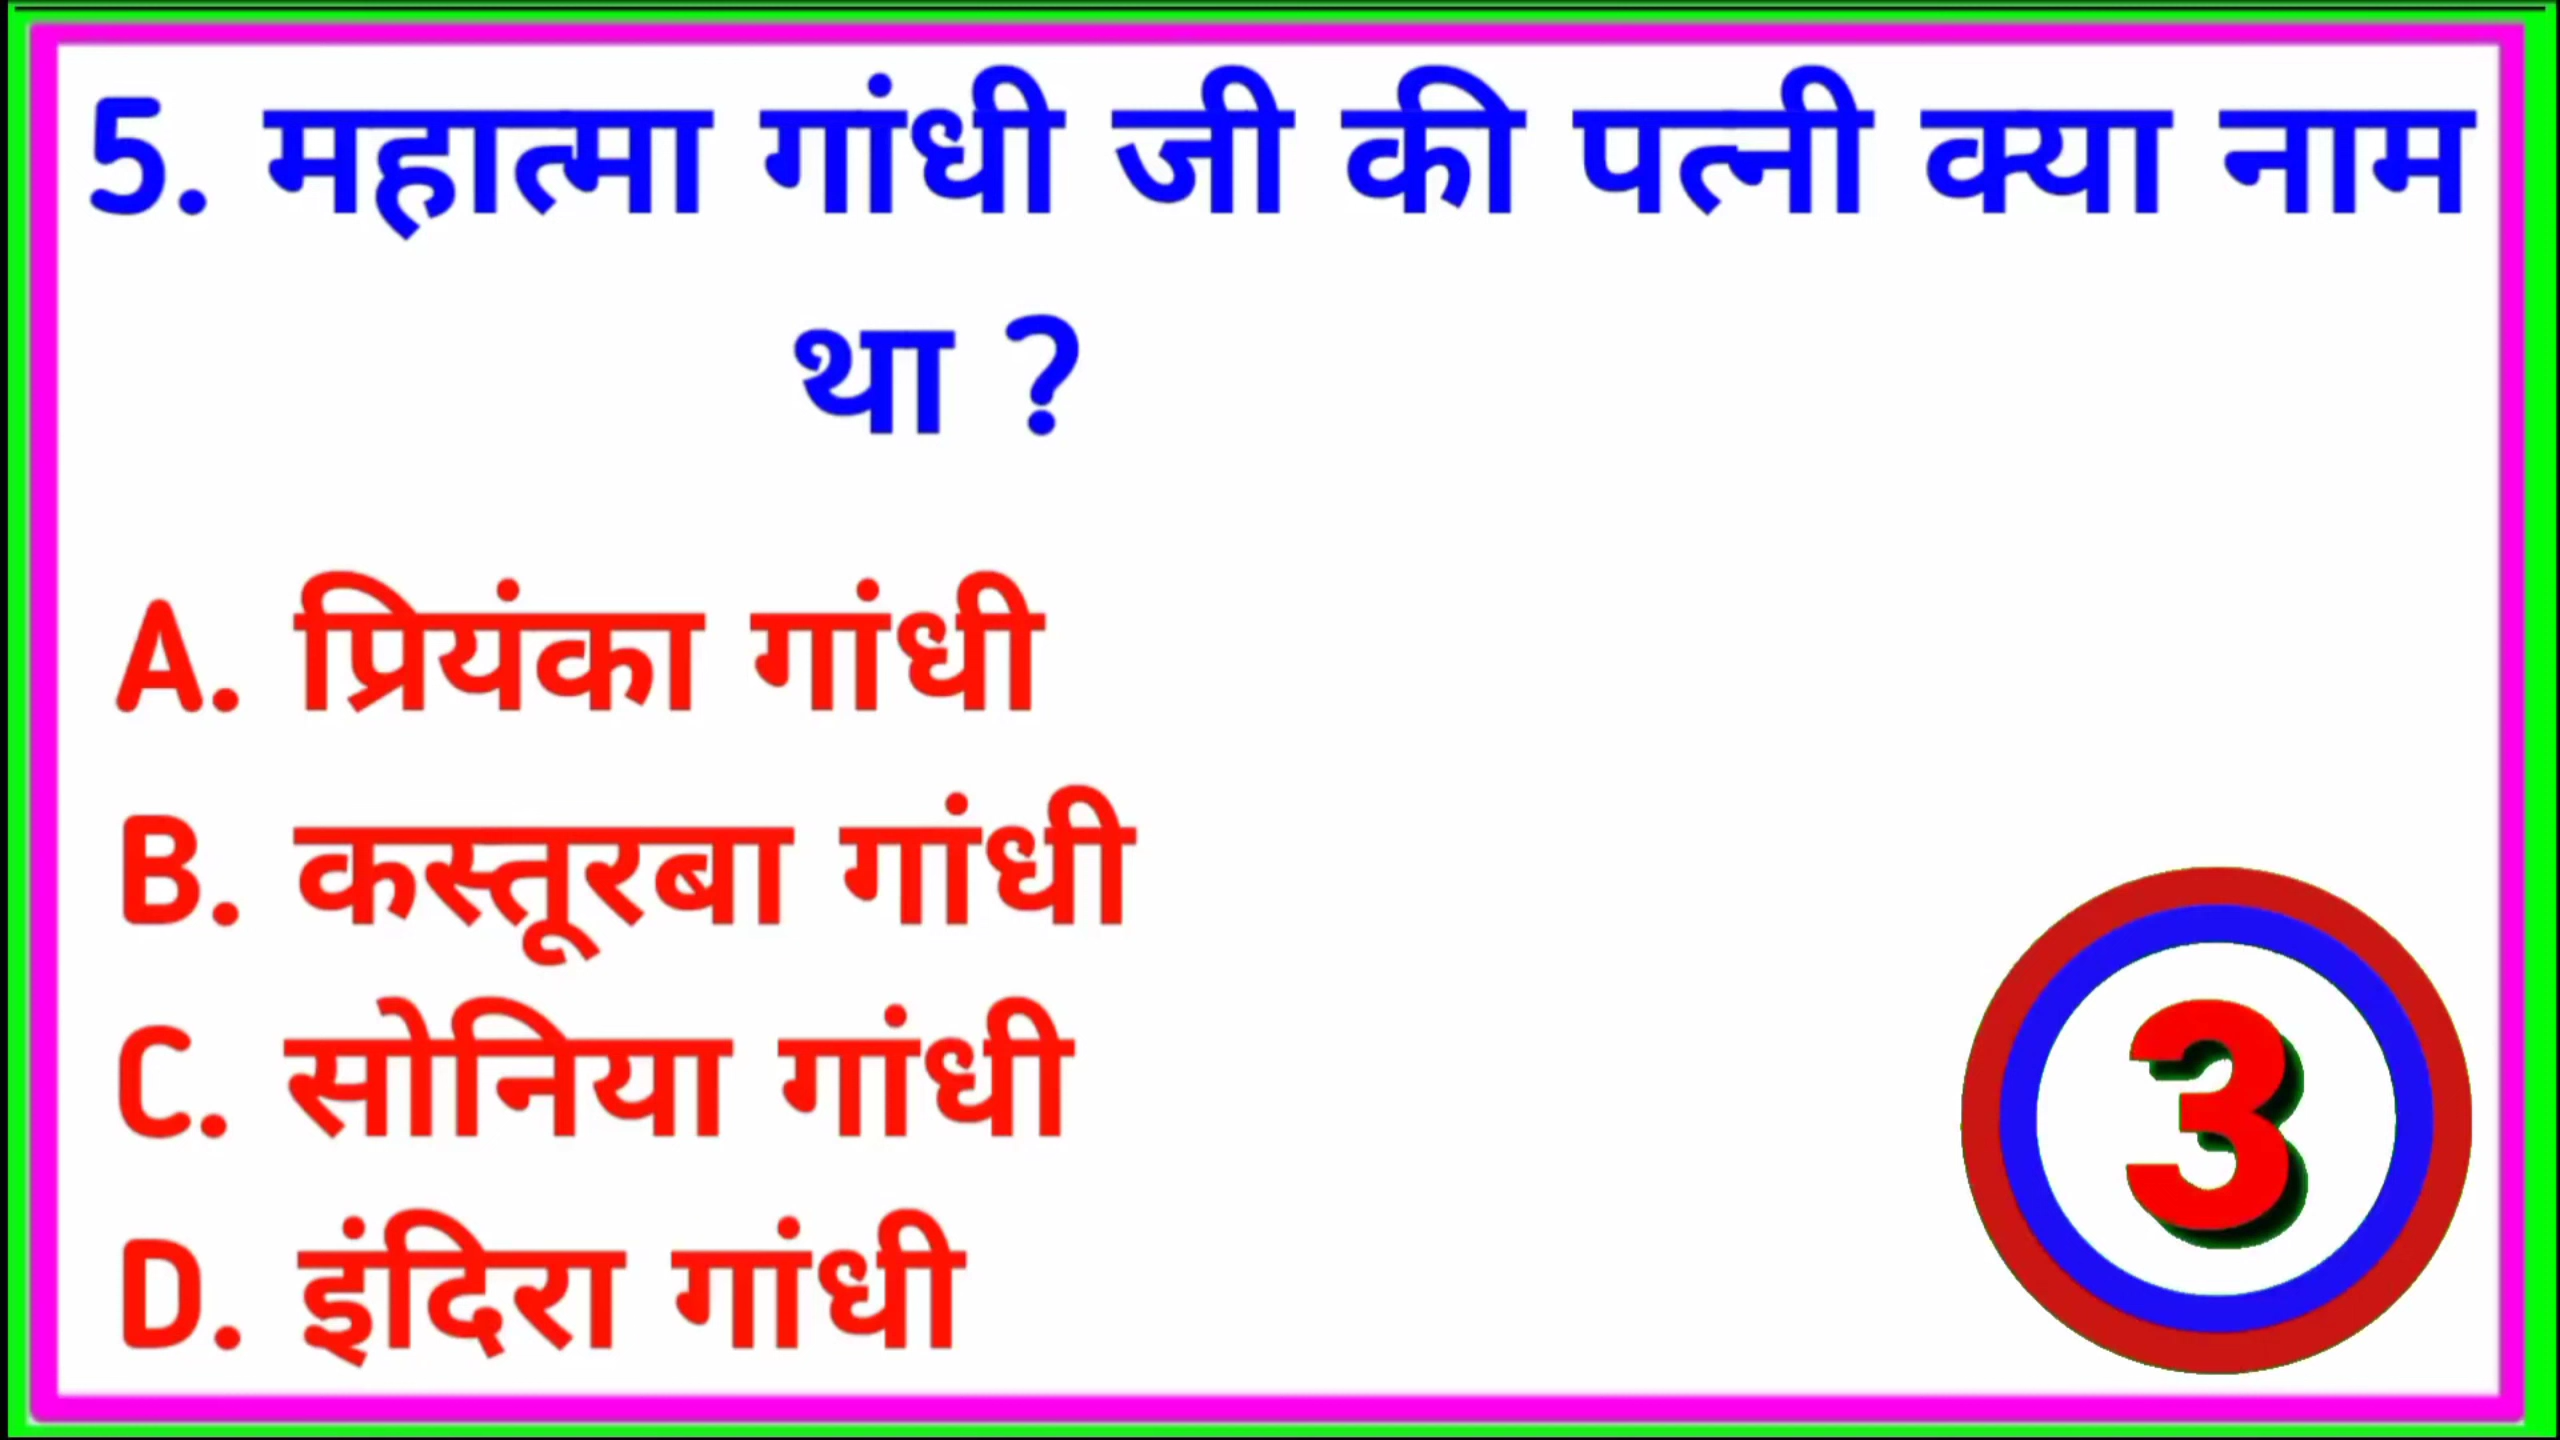 5. महात्मा गांधी जी की पत्नी क्या नाम
था ?
A. प्रियंका गांधी
B. कस्तूरबा गांधी
C. सोनिया गांधी
D. इंदिरा गांधी
3